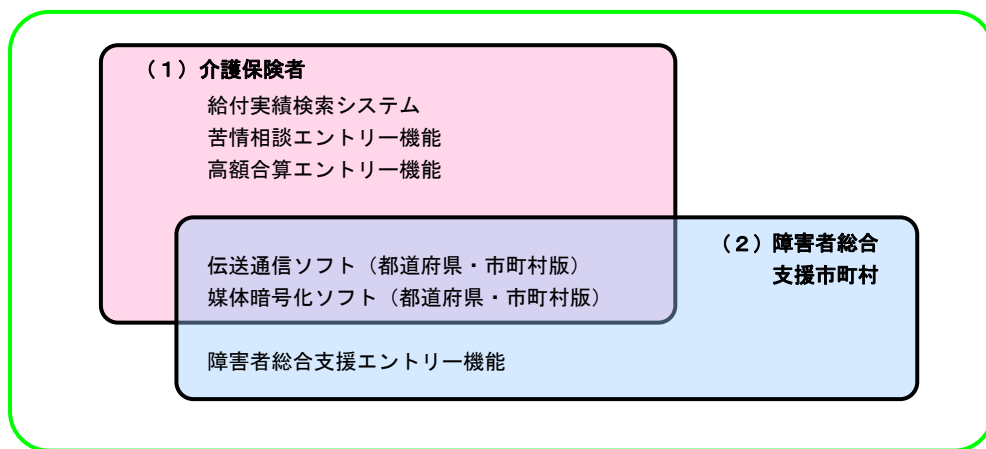 （１）介護保険者
給付実績検索システム
苦情相談エントリー機能
高額合算エントリー機能
（２）障害者総合
支援市町村
伝送通信ソフト（都道府県・市町村版）
媒体暗号化ソフト（都道府県・市町村版）
障害者総合支援エントリー機能